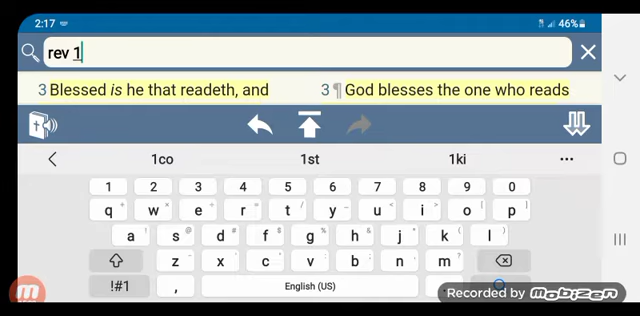 2:17 46%
rev 1
3 Blessed is he that readeth, and 3 ¶ God blesses the one who reads
1co 1st 1ki ...
1 2 3 4 5 6 7 8 9 0
q w e r t y u i o p
a s d f g h j k l
z x c v b n m
!#1 , English (US) .
Recorded by MOBIZEN